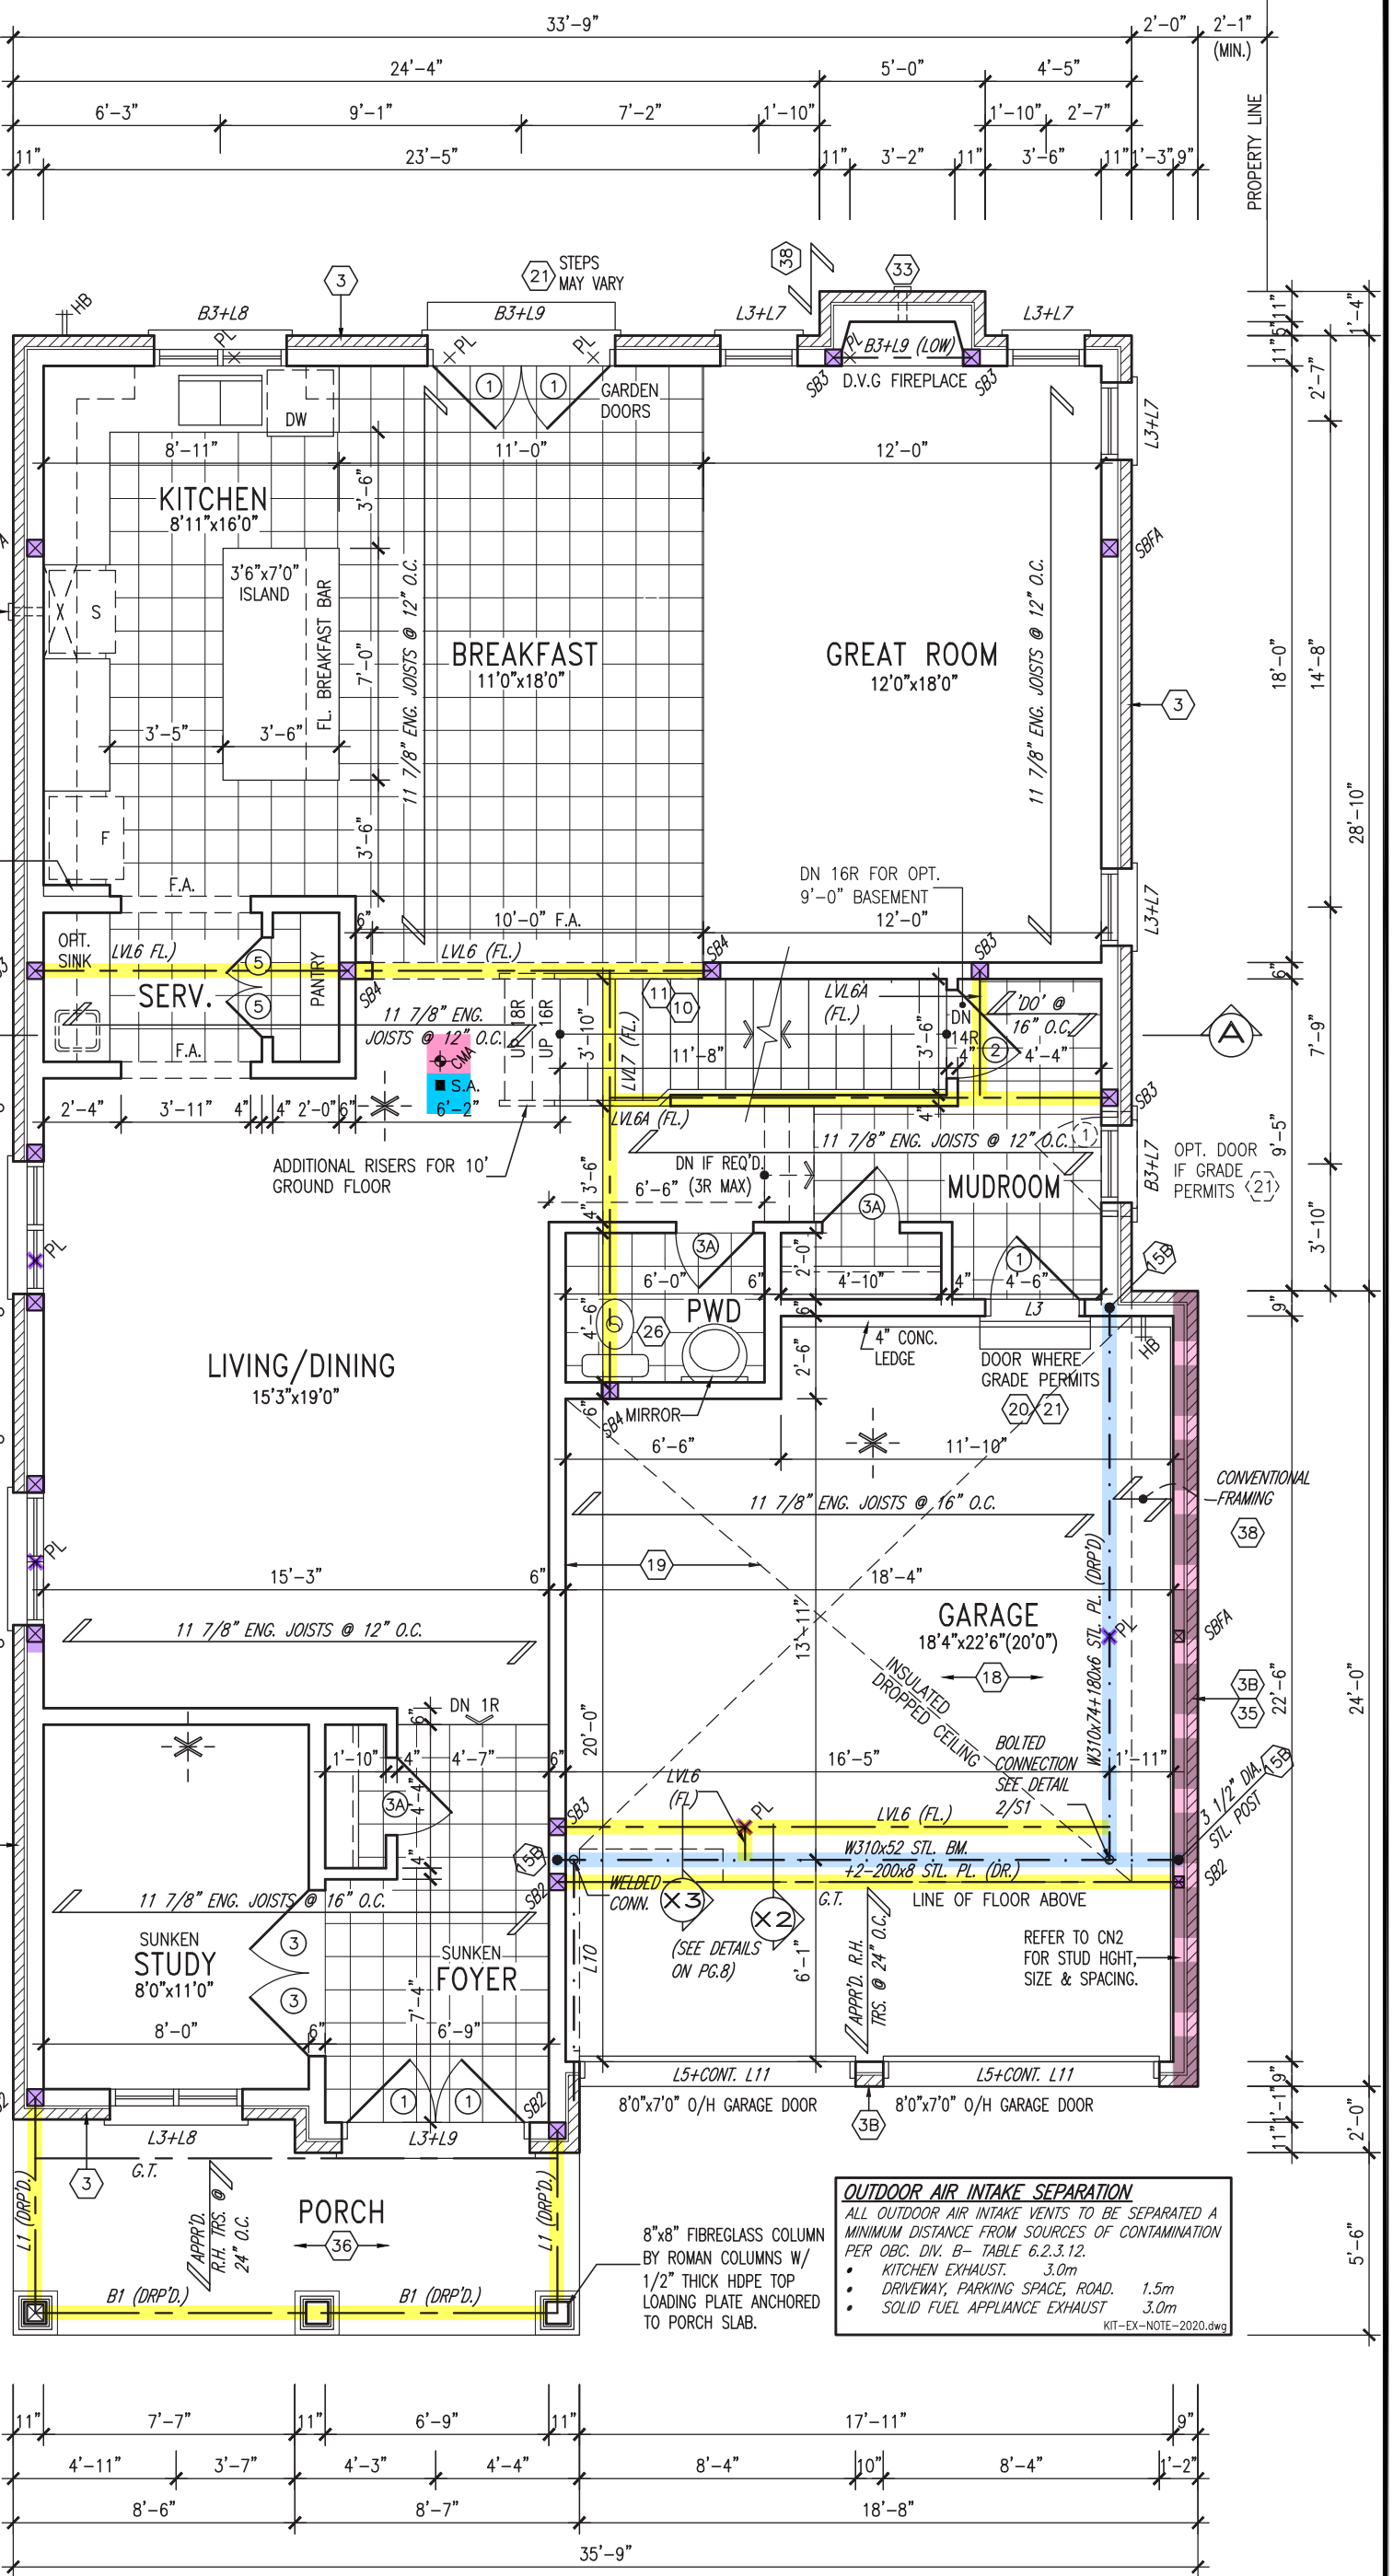 33'-9"
2'-0"
2'-1"
(MIN.)
24'-4"
5'-0"
4'-5"
6'-3"
9'-1"
7'-2"
1'-10"
1'-10"
2'-7"
11"
23'-5"
11"
3'-2"
11"
3'-6"
11"
1'-3"
9"
PROPERTY LINE
HB
3
21
STEPS
MAY VARY
38
33
B3+L8
B3+L9
L3+L7
L3+L7
PL
PL
PL
PL
B3+L9 (LOW)
SB3
SB3
D.V.G FIREPLACE
11"
5"
11"
1'-4"
2'-7"
DW
1
1
GARDEN
DOORS
L3+L7
8'-11"
11'-0"
12'-0"
KITCHEN
8'11"x16'0"
3'-6"
SBFA
3'6"x7'0"
ISLAND
S
FL. BREAKFAST BAR
7'-0"
11 7/8" ENG. JOISTS @ 12" O.C.
BREAKFAST
11'0"x18'0"
GREAT ROOM
12'0"x18'0"
11 7/8" ENG. JOISTS @ 12" O.C.
18'-0"
14'-8"
28'-10"
3
3'-5"
3'-6"
F
3'-6"
F.A.
DN 16R FOR OPT.
9'-0" BASEMENT
L3+L7
6"
10'-0" F.A.
12'-0"
OPT.
SINK
LVL6 FL.)
LVL6 (FL.)
SB4
SB3
5
5
SERV.
PANTRY
SB4
11 7/8" ENG.
JOISTS @ 12" O.C.
UP 18R
UP 16R
3'-10"
LVL7 (FL.)
11
10
LVL6A
(FL.)
11'-8"
3'-6"
DN
14R
4"
2
'DO' @
16" O.C.
4'-4"
6"
7'-9"
A
F.A.
CMA
S.A.
2'-4"
3'-11"
4"
4"
2'-0"
6"
6'-2"
LVL6A (FL.)
4"
SB3
11 7/8" ENG. JOISTS @ 12" O.C.
1
B3+L7
OPT. DOOR
IF GRADE
PERMITS
21
9'-5"
ADDITIONAL RISERS FOR 10'
GROUND FLOOR
3'-6"
4"
DN IF REQ'D.
6'-6" (3R MAX)
MUDROOM
3A
3'-10"
PL
3A
6'-0"
6"
2'-0"
4'-10"
4"
1
4'-6"
15B
4'-6"
PWD
26
6"
L3
9"
HB
LIVING/DINING
15'3"x19'0"
2'-6"
4" CONC.
LEDGE
DOOR WHERE
GRADE PERMITS
20
21
6"
SB4
MIRROR
6'-6"
11'-10"
11 7/8" ENG. JOISTS @ 16" O.C.
CONVENTIONAL
FRAMING
38
PL
15'-3"
6"
19
18'-4"
GARAGE
18'4"x22'6"(20'0")
18
13'-11"
W310x74+180x6 STL. PL. (DRP'D)
PL
SBFA
11 7/8" ENG. JOISTS @ 12" O.C.
INSULATED
DROPPED CEILING
3B
35
22'-6"
24'-0"
DN 1R
6"
20'-0"
1'-10"
4"
4'-7"
6"
16'-5"
BOLTED
CONNECTION
SEE DETAIL
2/S1
1'-11"
3A
4'-4"
LVL6
(FL)
PL
SB3
LVL6 (FL.)
3 1/2" DIA.
STL. POST
15B
4"
15B
W310x52 STL. BM.
+2-200x8 STL. PL. (DR.)
SB2
SB2
11 7/8" ENG. JOISTS @ 16" O.C.
WELDED
CONN.
X3
X2
G.T.
LINE OF FLOOR ABOVE
SUNKEN
STUDY
8'0"x11'0"
3
3
SUNKEN
FOYER
L10
(SEE DETAILS
ON PG.8)
6'-1"
APPR'D. R.H.
TRS. @ 24" O.C.
REFER TO CN2
FOR STUD HGHT,
SIZE & SPACING.
7'-4"
8'-0"
6"
6'-9"
L5+CONT. L11
L5+CONT. L11
8'0"x7'0" O/H GARAGE DOOR
8'0"x7'0" O/H GARAGE DOOR
3B
9"
1'-1"
11"
2'-0"
1
1
SB2
L3+L8
L3+L9
3
G.T.
L1 (DRP'D.)
APPR'D.
R.H. TRS. @
24" O.C.
PORCH
36
L1 (DRP'D.)
B1 (DRP'D.)
B1 (DRP'D.)
8"x8" FIBREGLASS COLUMN
BY ROMAN COLUMNS W/
1/2" THICK HDPE TOP
LOADING PLATE ANCHORED
TO PORCH SLAB.
OUTDOOR AIR INTAKE SEPARATION
ALL OUTDOOR AIR INTAKE VENTS TO BE SEPARATED A
MINIMUM DISTANCE FROM SOURCES OF CONTAMINATION
PER OBC. DIV. B- TABLE 6.2.3.12.
• KITCHEN EXHAUST. 3.0m
• DRIVEWAY, PARKING SPACE, ROAD. 1.5m
• SOLID FUEL APPLIANCE EXHAUST 3.0m
KIT-EX-NOTE-2020.dwg
5'-6"
11"
7'-7"
11"
6'-9"
11"
17'-11"
9"
4'-11"
3'-7"
4'-3"
4'-4"
8'-4"
10"
8'-4"
1'-2"
8'-6"
8'-7"
18'-8"
35'-9"